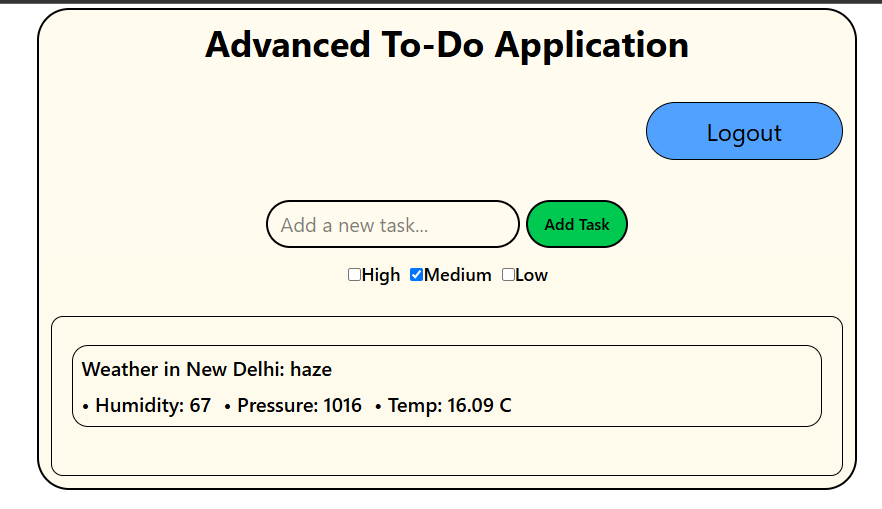 Advanced To-Do Application
Logout
Add a new task...
Add Task
High Medium Low
Weather in New Delhi: haze
• Humidity: 67 • Pressure: 1016 • Temp: 16.09 C